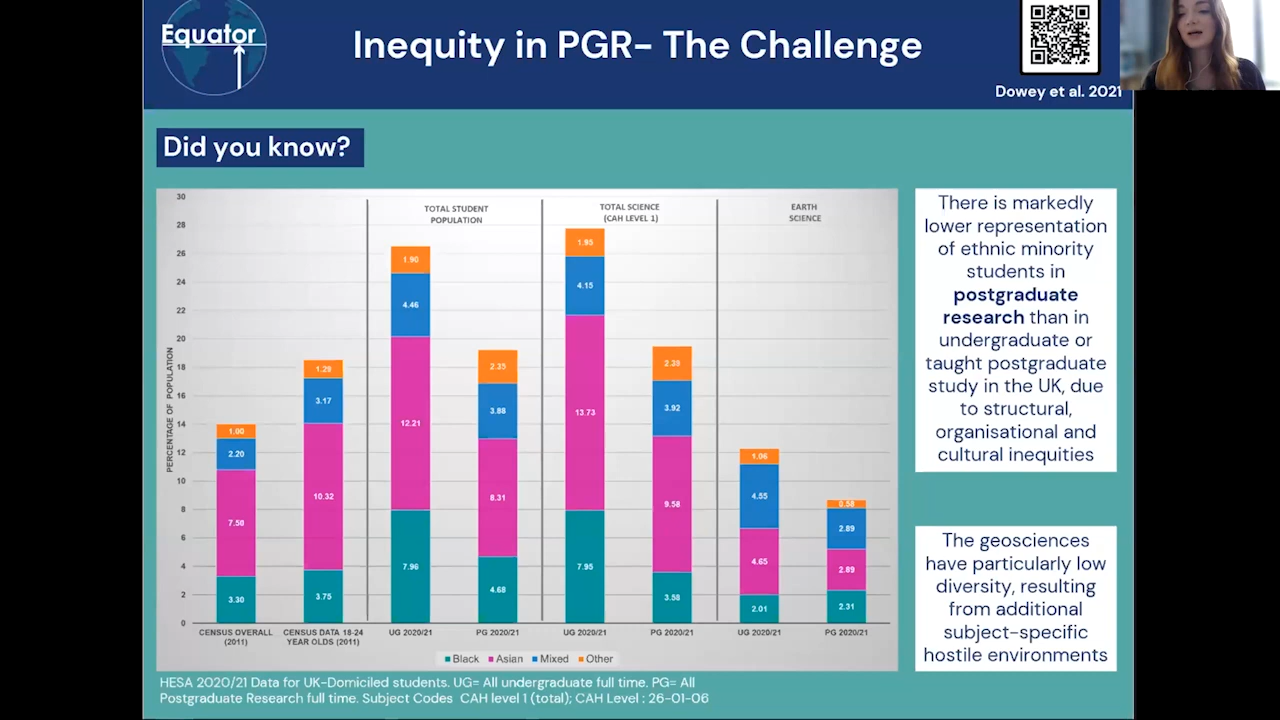 Equator
Inequity in PGR- The Challenge
Dowey et al. 2021
Did you know?
30
28
26
24
22
20
18
16
14
12
10
8
6
4
2
0
PERCENTAGE OF POPULATION
TOTAL STUDENT
POPULATION
TOTAL SCIENCE
(CAH LEVEL 1)
EARTH
SCIENCE
1.00
2.20
7.50
3.30
1.29
3.17
10.32
3.75
1.90
4.46
12.21
7.96
2.35
3.88
8.31
4.68
1.95
4.15
13.73
7.95
3.92
9.58
3.58
1.06
4.55
4.65
2.01
0.58
2.89
2.89
2.31
CENSUS OVERALL
(2011)
CENSUS DATA 18-24
YEAR OLDS (2011)
UG 2020/21
PG 2020/21
UG 2020/21
PG 2020/21
UG 2020/21
PG 2020/21
Black Asian Mixed Other
There is markedly
lower representation
of ethnic minority
students in
postgraduate
research than in
undergraduate or
taught postgraduate
study in the UK, due
to structural,
organisational and
cultural inequities
The geosciences
have particularly low
diversity, resulting
from additional
subject-specific
hostile environments
HESA 2020/21 Data for UK-Domiciled students. UG= All undergraduate full time. PG= All
Postgraduate Research full time. Subject Codes CAH level 1 (total); CAH Level : 26-01-06